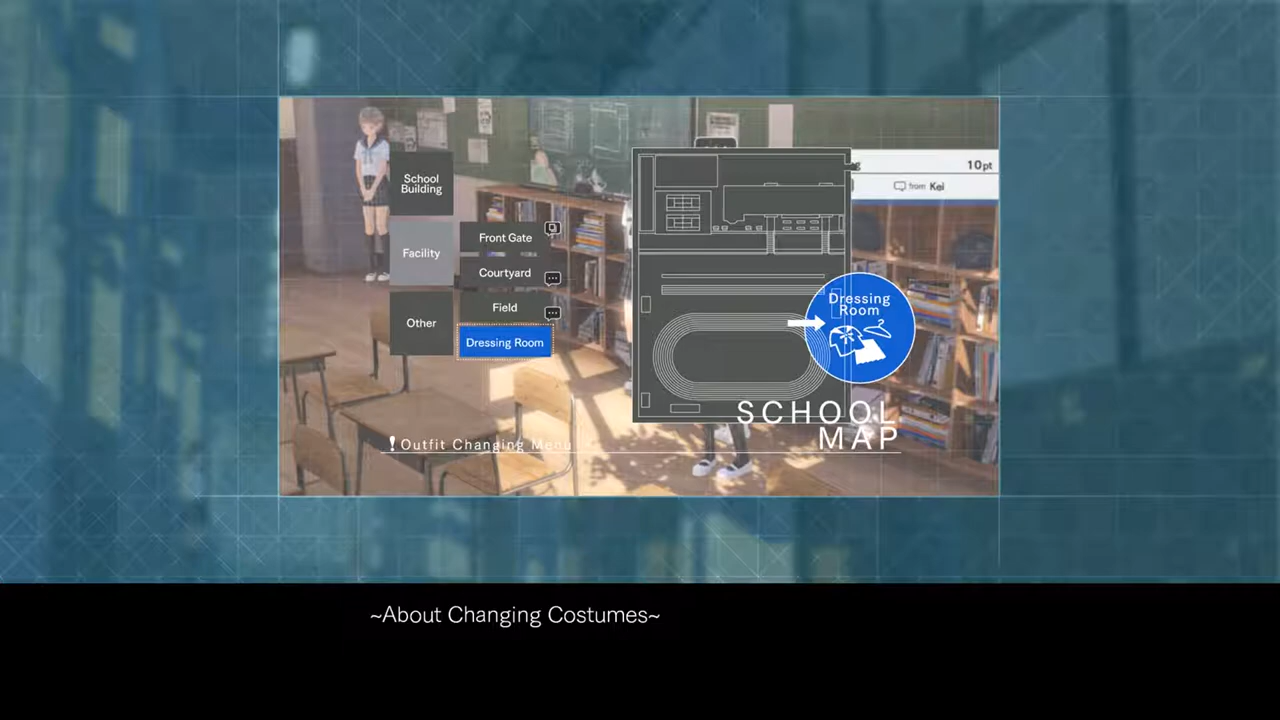 School
Building
Facility
Other
Front Gate
Courtyard
Field
Dressing Room
10pt
from Kei
Dressing
Room
SCHOOL
MAP
!Outfit Changing Menu
~About Changing Costumes~